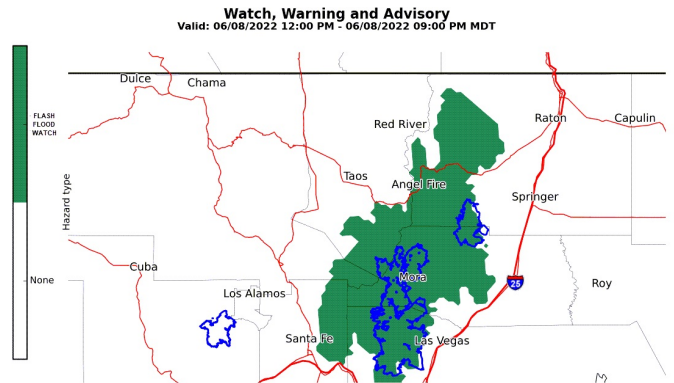 Watch, Warning and Advisory
Valid: 06/08/2022 12:00 PM - 06/08/2022 09:00 PM MDT
FLASH
FLOOD
WATCH
None
Hazard type
Dulce
Chama
Red River
Raton
Capulin
Taos
Angel Fire
Springer
Cuba
Los Alamos
Mora
25
Roy
Santa Fe
Las Vegas